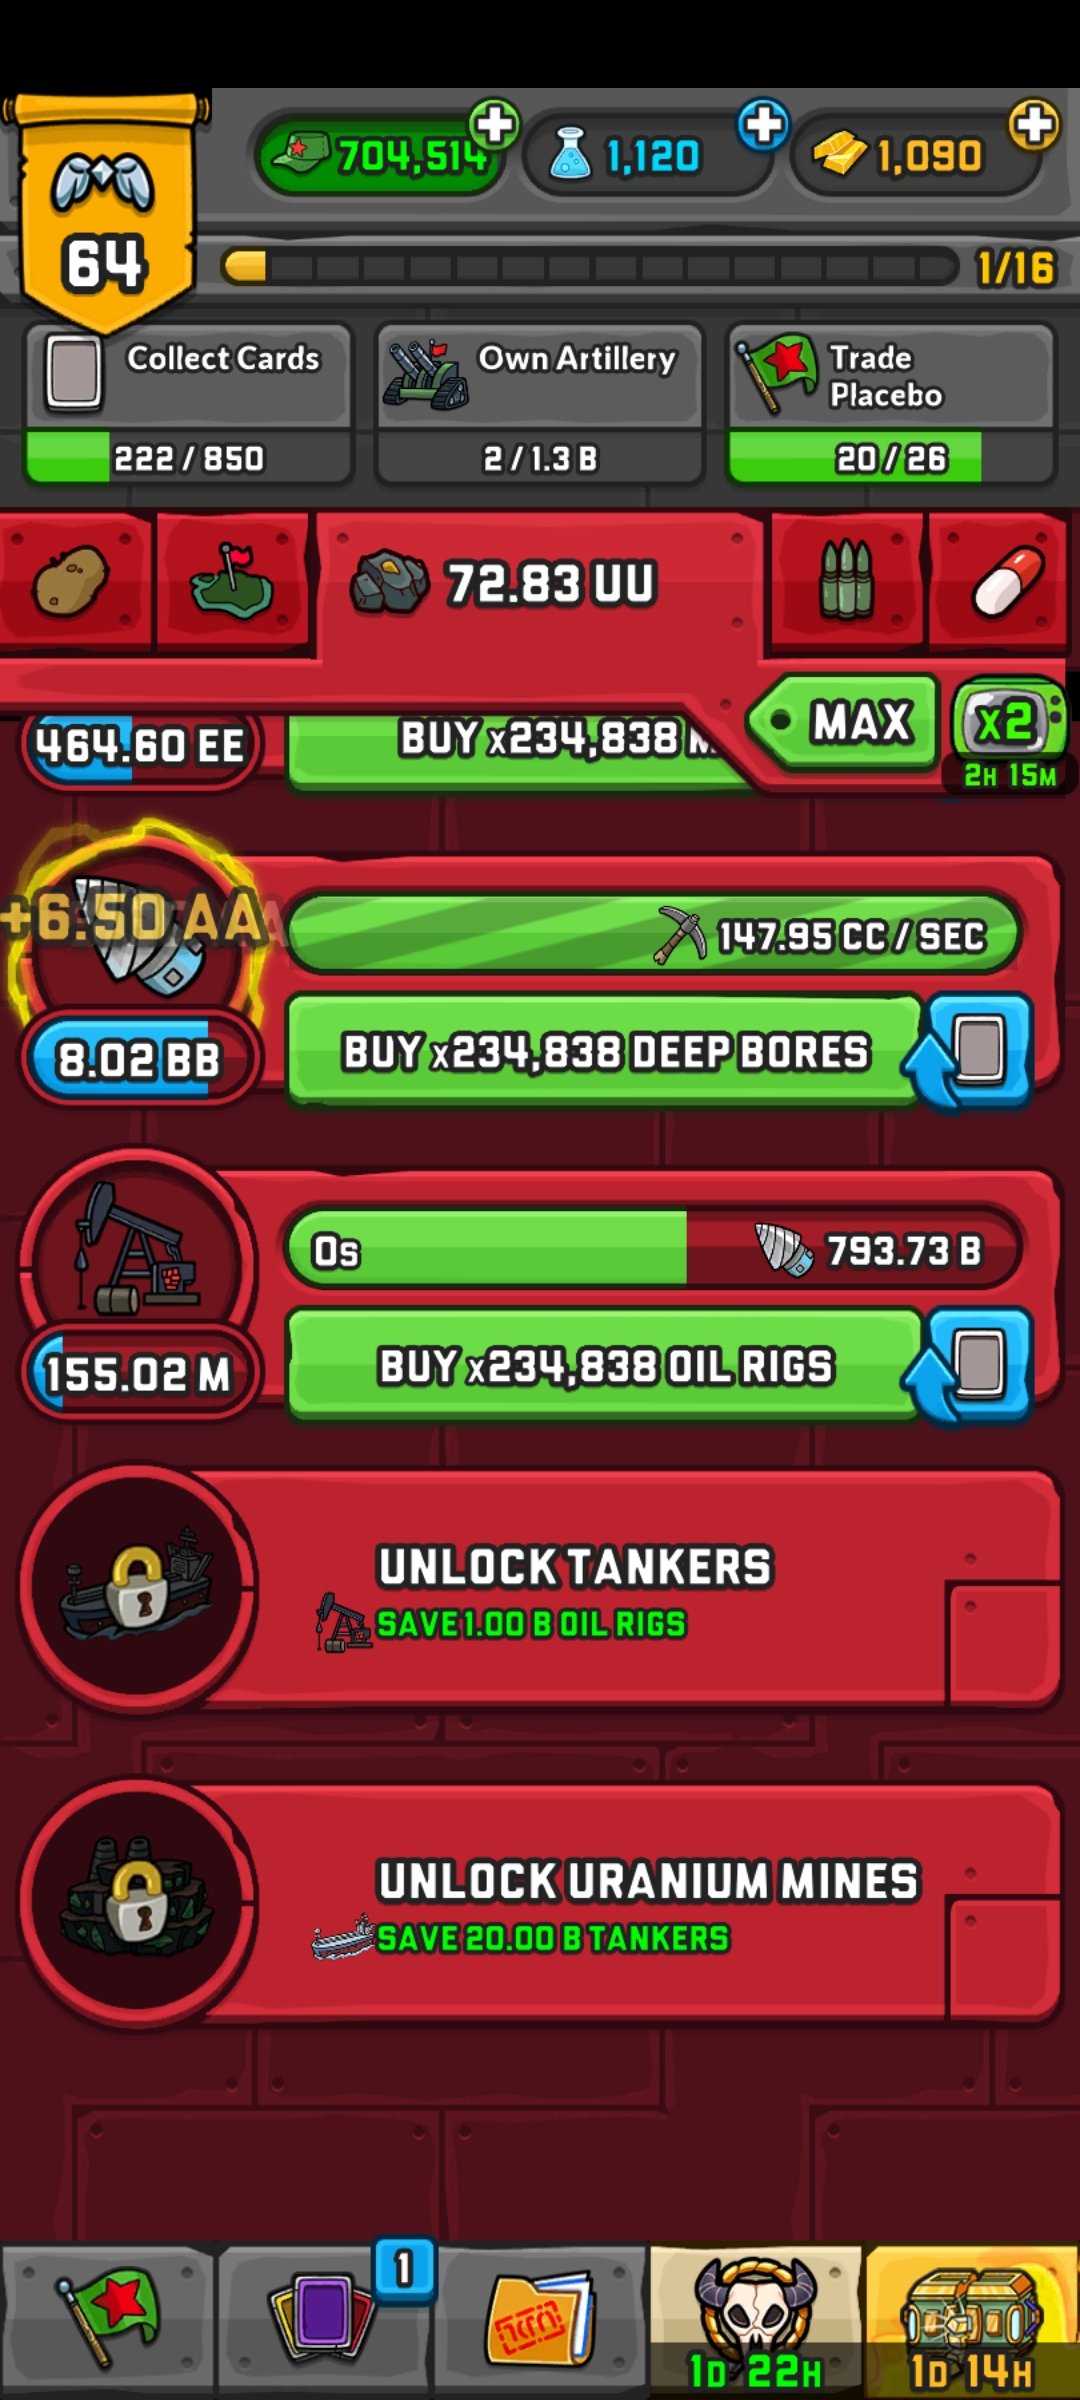 704,514
1,120
1,090
64
1/16
Collect Cards
222 / 850
Own Artillery
2 / 1.3 B
Trade
Placebo
20 / 26
72.83 UU
MAX
x2
2H 15M
464.60 EE
BUY x234,838
+6.50 AA
147.95 CC / SEC
8.02 BB
BUY x234,838 DEEP BORES
0s
793.73 B
155.02 M
BUY x234,838 OIL RIGS
UNLOCK TANKERS
SAVE 1.00 B OIL RIGS
UNLOCK URANIUM MINES
SAVE 20.00 B TANKERS
1
1D 22H
1D 14H